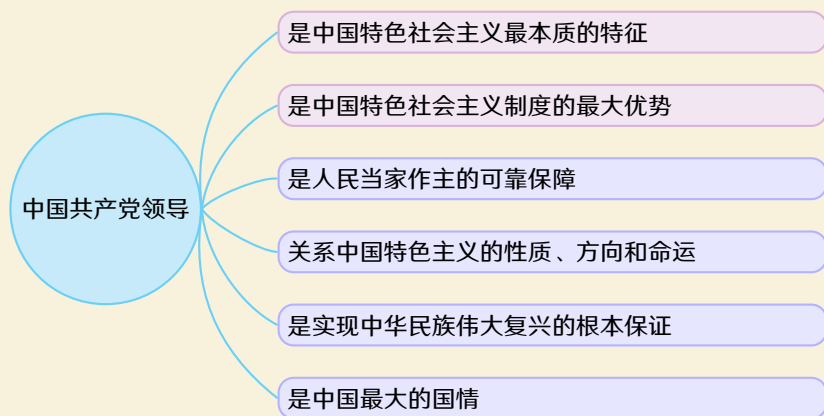 中国共产党领导
是中国特色社会主义最本质的特征
是中国特色社会主义制度的最大优势
是人民当家作主的可靠保障
关系中国特色主义的性质、方向和命运
是实现中华民族伟大复兴的根本保证
是中国最大的国情